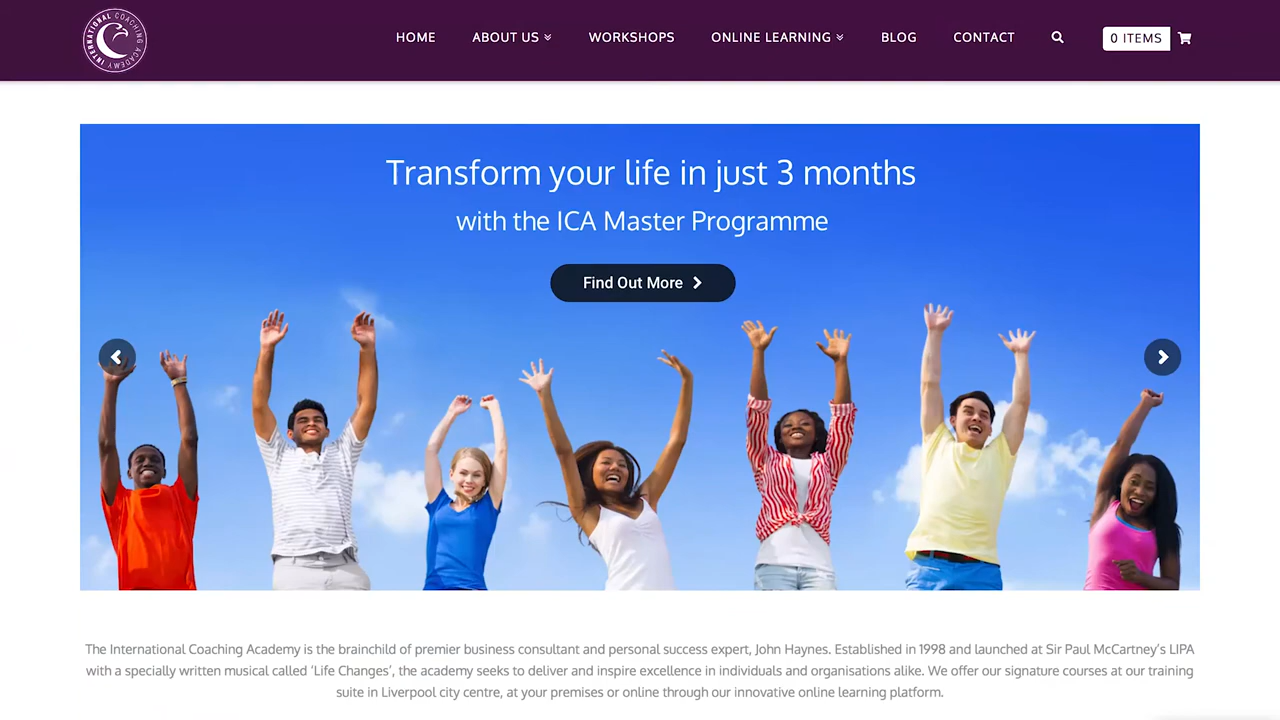 INTERNATIONAL COACHING ACADEMY
HOME
ABOUT US
WORKSHOPS
ONLINE LEARNING
BLOG
CONTACT
0 ITEMS
Transform your life in just 3 months
with the ICA Master Programme
Find Out More
The International Coaching Academy is the brainchild of premier business consultant and personal success expert, John Haynes. Established in 1998 and launched at Sir Paul McCartney's LIPA
with a specially written musical called ‘Life Changes’, the academy seeks to deliver and inspire excellence in individuals and organisations alike. We offer our signature courses at our training
suite in Liverpool city centre, at your premises or online through our innovative online learning platform.